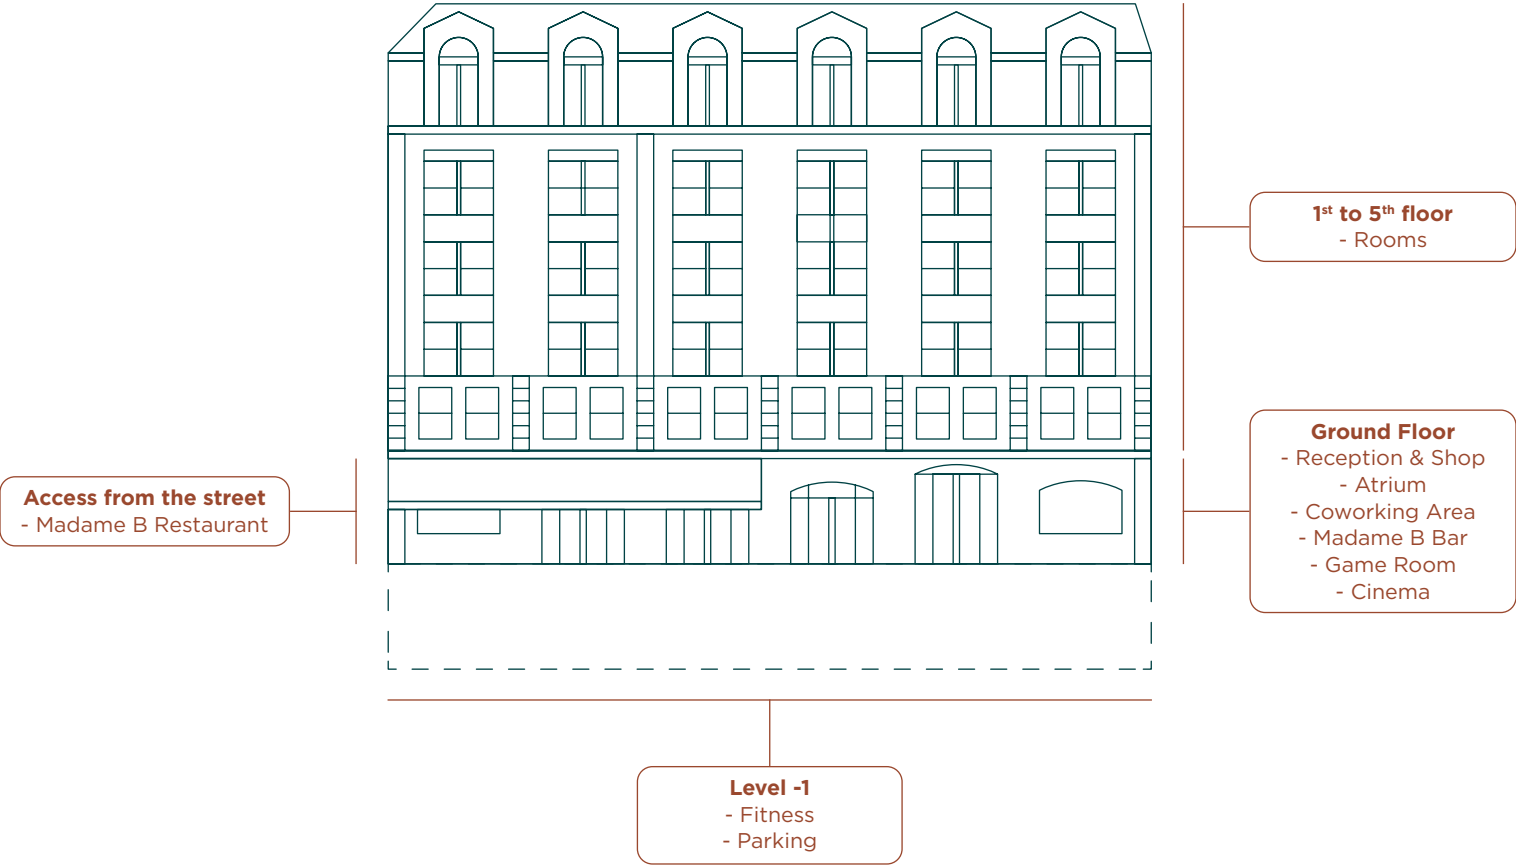 1st to 5th floor
- Rooms
Access from the street
- Madame B Restaurant
Ground Floor
- Reception & Shop
- Atrium
- Coworking Area
- Madame B Bar
- Game Room
- Cinema
Level -1
- Fitness
- Parking